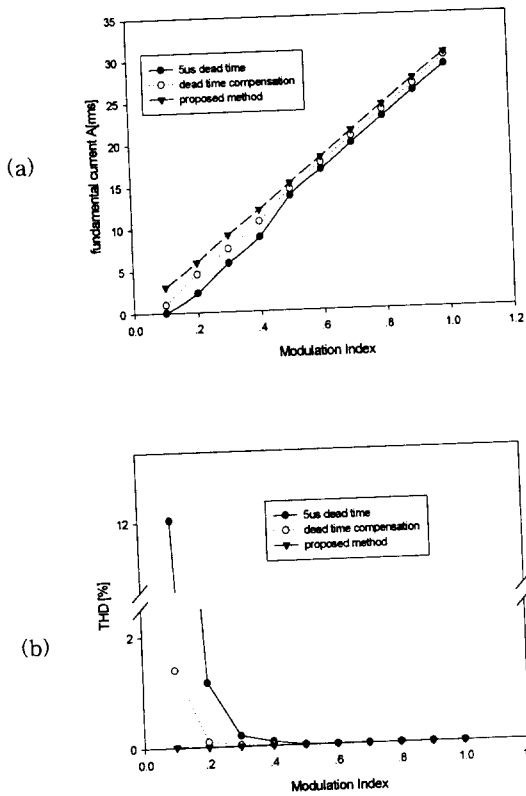 (a)
fundamental current A[rms]
35
30
25
20
15
10
5
0
5us dead time
dead time compensation
proposed method
0.0 .2 .4 .6 .8 1.0 1.2
Modulation Index
(b)
THD [%]
12
2
0
5us dead time
dead time compensation
proposed method
0.0 .2 .4 .6 .8 1.0
Modulation Index